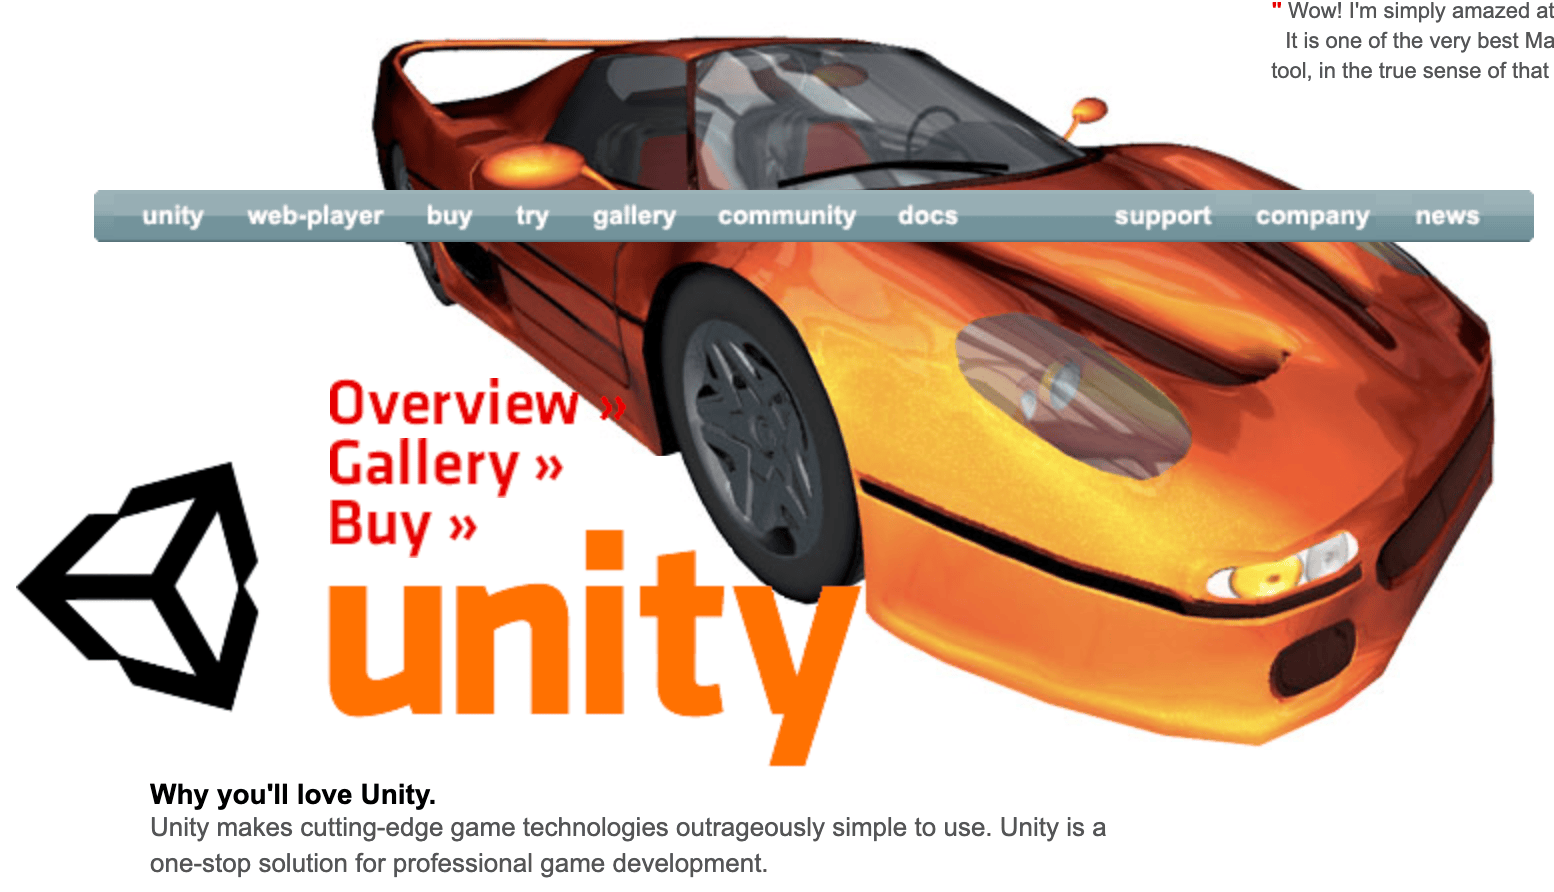 " Wow! I'm simply amazed at
It is one of the very best Ma
tool, in the true sense of that
unity web-player buy try gallery community docs support company news
Overview »
Gallery »
Buy »
unity
Why you'll love Unity.
Unity makes cutting-edge game technologies outrageously simple to use. Unity is a
one-stop solution for professional game development.